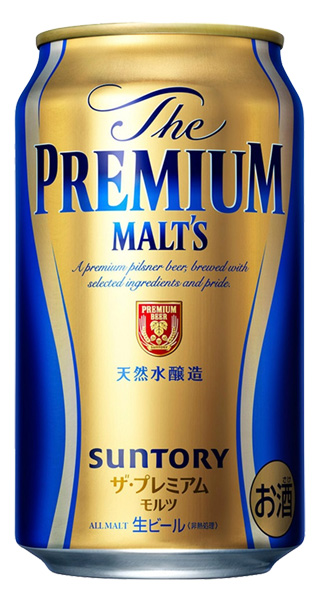 The
PREMIUM
MALT'S
A premium pilsner beer, brewed with
selected ingredients and pride.
PREMIUM
BEER
天然水醸造
SUNTORY
ザ・プレミアム
モルツ
ALL MALT 生ビール (非熱処理)
お酒